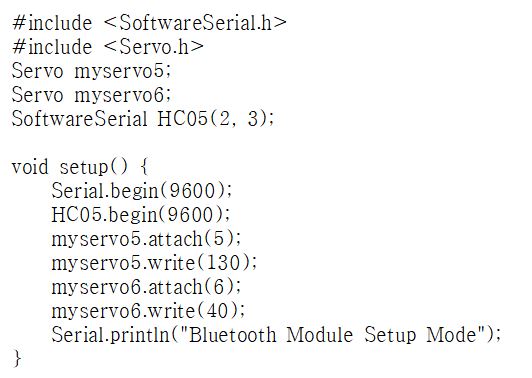 #include <SoftwareSerial.h>
#include <Servo.h>
Servo myservo5;
Servo myservo6;
SoftwareSerial HC05(2, 3);

void setup() {
    Serial.begin(9600);
    HC05.begin(9600);
    myservo5.attach(5);
    myservo5.write(130);
    myservo6.attach(6);
    myservo6.write(40);
    Serial.println("Bluetooth Module Setup Mode");
}